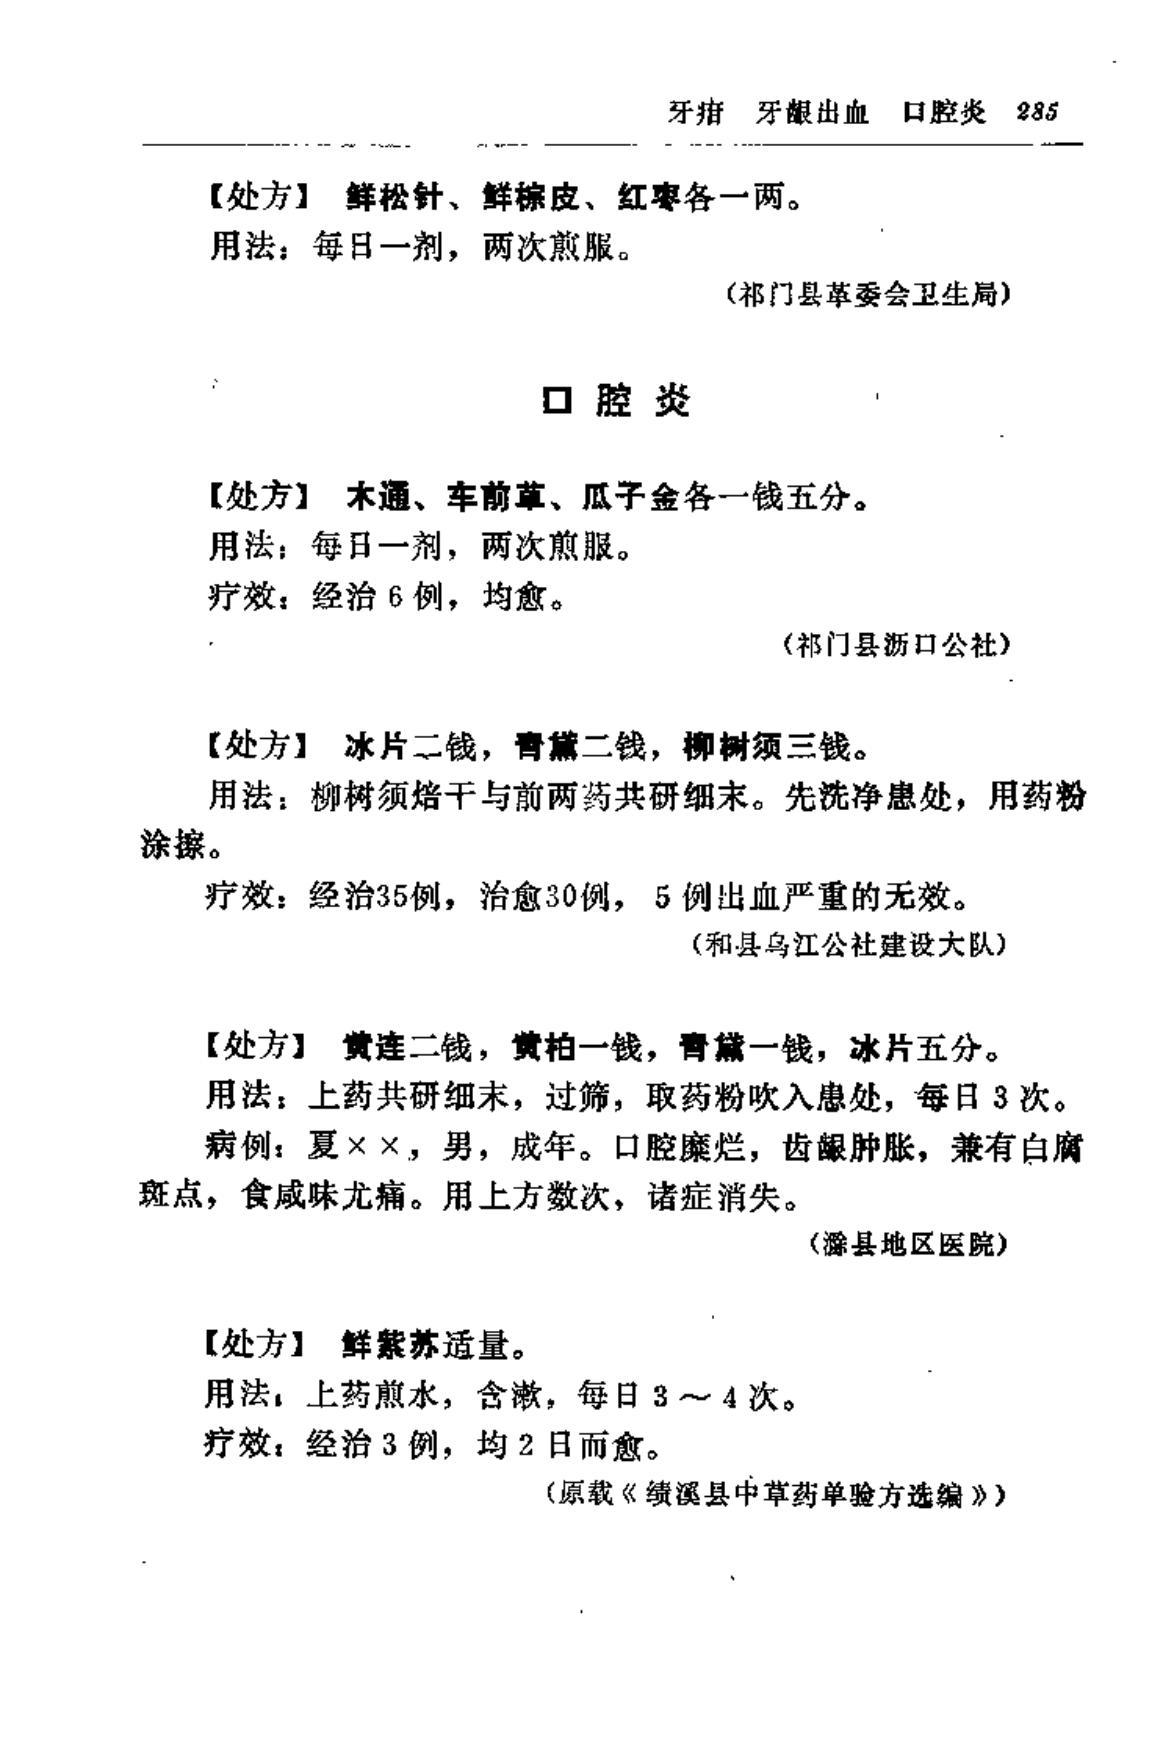 牙疳 牙龈出血 口腔炎 285
【处方】 鲜松针、鲜棕皮、红枣各一两。
用法：每日一剂，两次煎服。
（祁门县革委会卫生局）
口腔炎
【处方】 木通、车前草、瓜子金各一钱五分。
用法：每日一剂，两次煎服。
疗效：经治6例，均愈。
（祁门县沥口公社）
【处方】 冰片二钱，青黛二钱，柳树须三钱。
用法：柳树须焙干与前两药共研细末。先洗净患处，用药粉
涂擦。
疗效：经治35例，治愈30例，5例出血严重的无效。
（和县乌江公社建设大队）
【处方】 黄连二钱，黄柏一钱，青黛一钱，冰片五分。
用法：上药共研细末，过筛，取药粉吹入患处，每日3次。
病例：夏××，男，成年。口腔糜烂，齿龈肿胀，兼有白腐
斑点，食咸味尤痛。用上方数次，诸症消失。
（滁县地区医院）
【处方】 鲜紫苏适量。
用法：上药煎水，含漱，每日3～4次。
疗效：经治3例，均2日而愈。
（原载《绩溪县中草药单验方选编》）